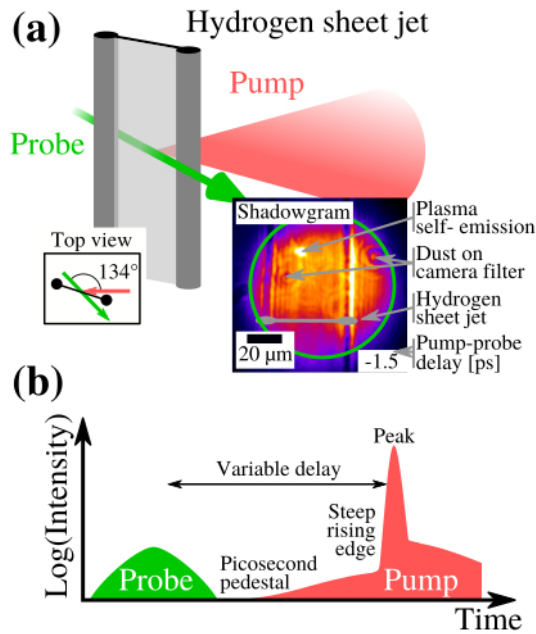 (a)
Hydrogen sheet jet
Pump
Probe
Top view
134°
Shadowgram
Plasma
self- emission
Dust on
camera filter
Hydrogen
sheet jet
Pump-probe
delay [ps]
20 μm
-1.5
(b)
Log(Intensity)
Variable delay
Peak
Steep
rising
edge
Picosecond
pedestal
Probe
Pump
Time